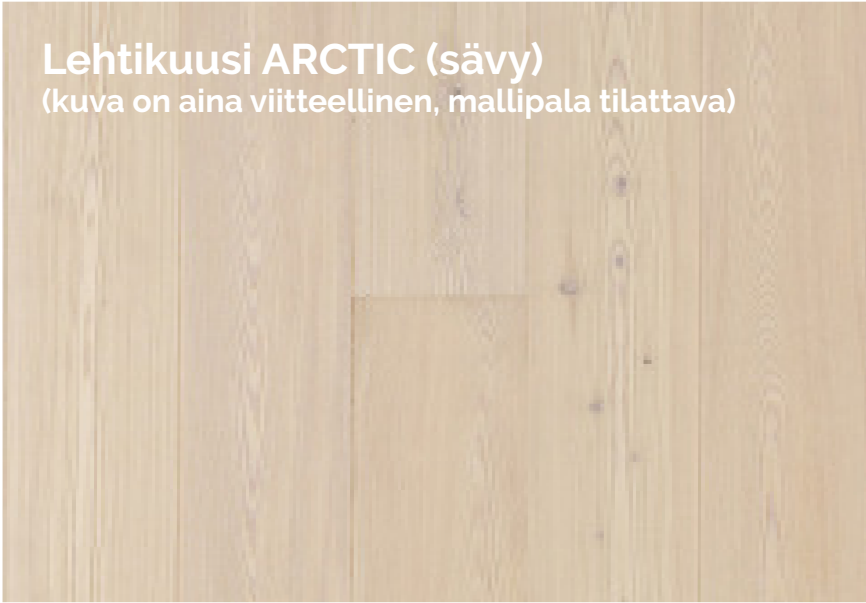 Lehtikuusi ARCTIC (sävy)
(kuva on aina viitteellinen, mallipala tilattava)